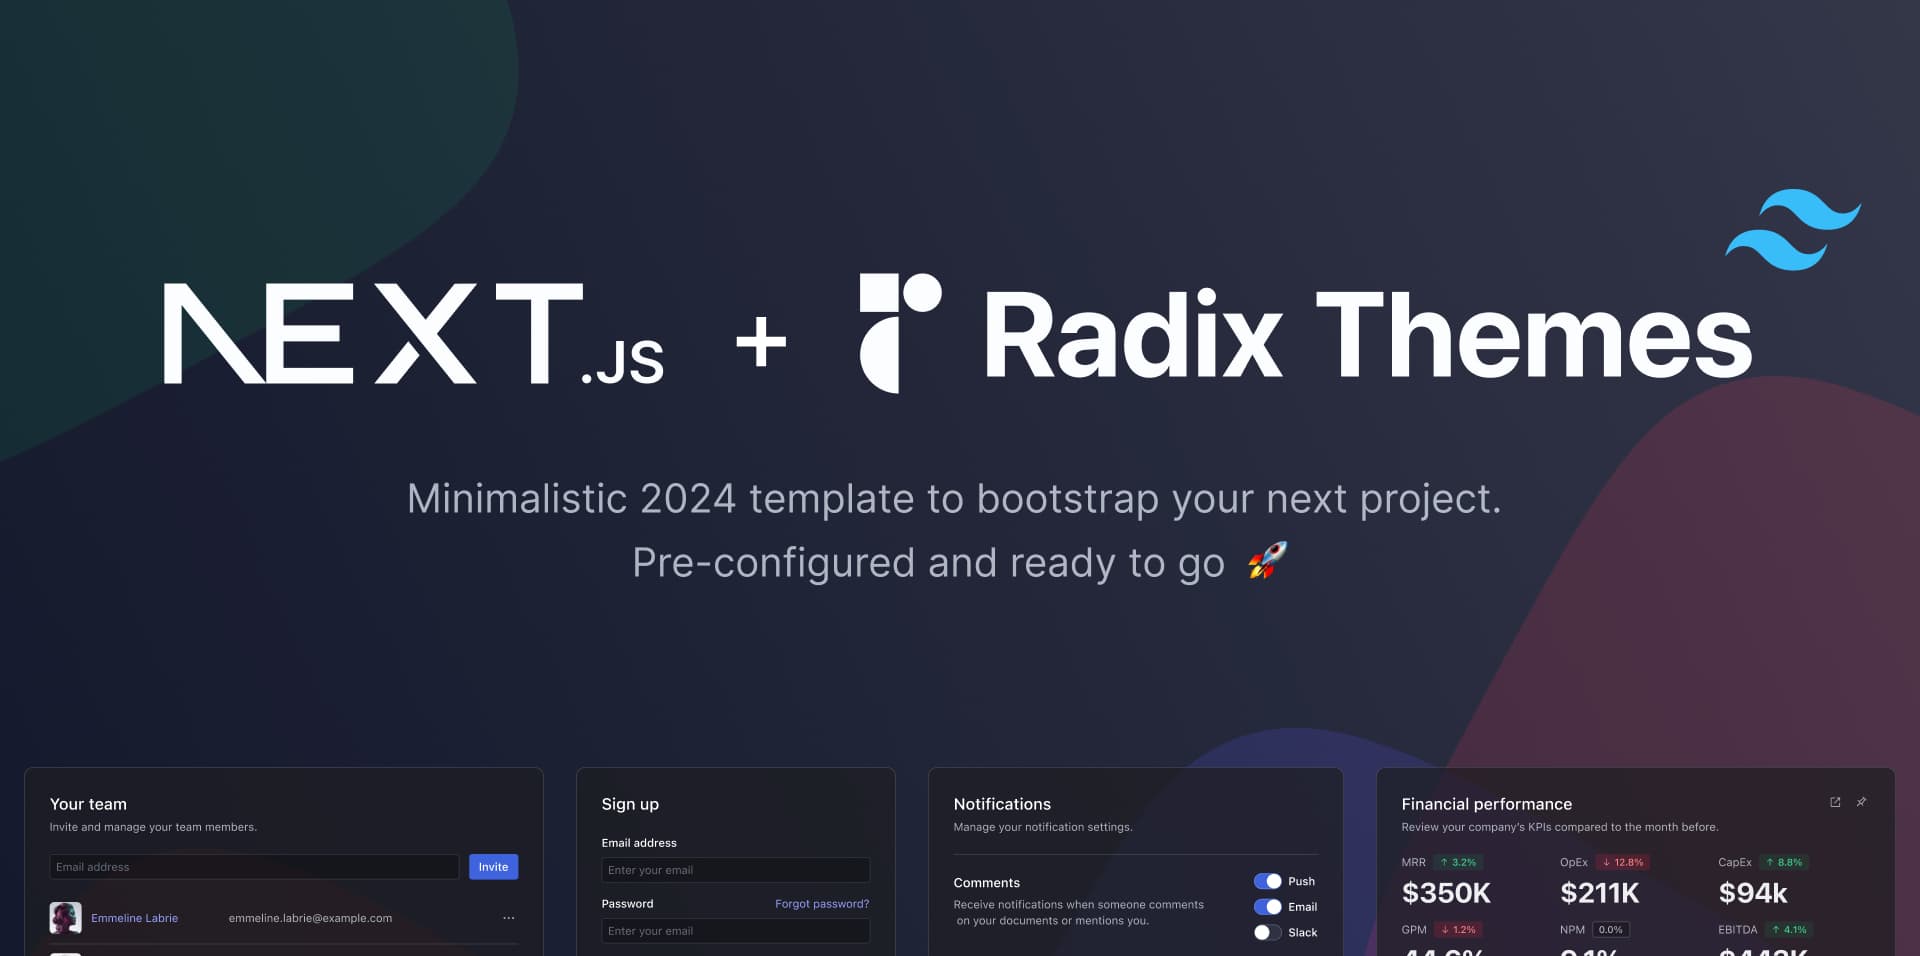 NEXT.JS + Radix Themes
Minimalistic 2024 template to bootstrap your next project.
Pre-configured and ready to go 🚀
Your team
Invite and manage your team members.
Email address
Invite
Emmeline Labrie emmeline.labrie@example.com
Sign up
Email address
Enter your email
Password Forgot password?
Enter your email
Notifications
Manage your notification settings.
Comments
Receive notifications when someone comments
on your documents or mentions you.
Push
Email
Slack
Financial performance
Review your company's KPIs compared to the month before.
MRR ↑ 3.2% OpEx ↓ 12.8% CapEx ↑ 8.8%
$350K $211K $94k
GPM ↓ 1.2% NPM 0.0% EBITDA ↑ 4.1%